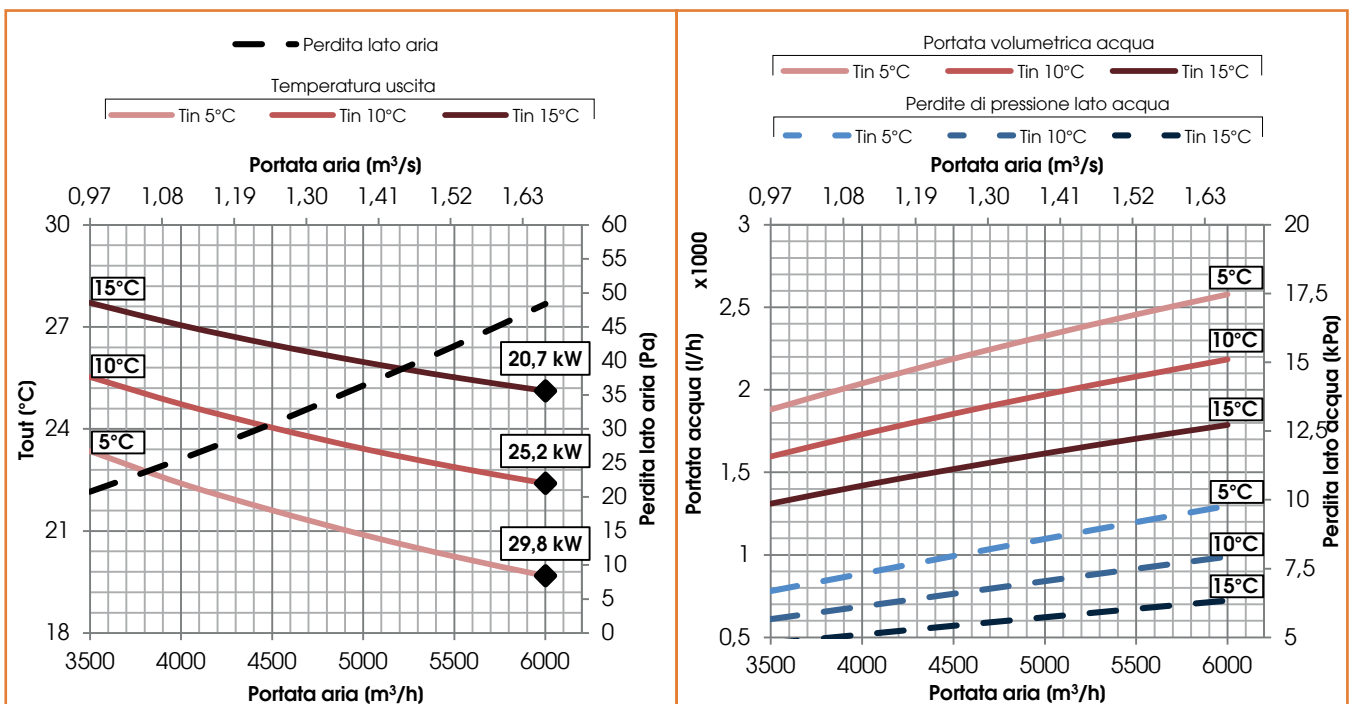 Perdita lato aria
Temperatura uscita
Tin 5°C Tin 10°C Tin 15°C
Portata aria (m³/s)
0,97 1,08 1,19 1,30 1,41 1,52 1,63
30
27
24
21
18
Tout (°C)
60
55
50
45
40
35
30
25
20
15
10
5
0
Perdita lato aria (Pa)
15°C
10°C
5°C
20,7 kW
25,2 kW
29,8 kW
3500 4000 4500 5000 5500 6000
Portata aria (m³/h)
Portata volumetrica acqua
Tin 5°C Tin 10°C Tin 15°C
Perdite di pressione lato acqua
Tin 5°C Tin 10°C Tin 15°C
Portata aria (m³/s)
0,97 1,08 1,19 1,30 1,41 1,52 1,63
x1000
3
2,5
2
1,5
1
0,5
Portata acqua (l/h)
20
17,5
15
12,5
10
7,5
5
Perdita lato acqua (kPa)
5°C
10°C
15°C
5°C
10°C
15°C
3500 4000 4500 5000 5500 6000
Portata aria (m³/h)